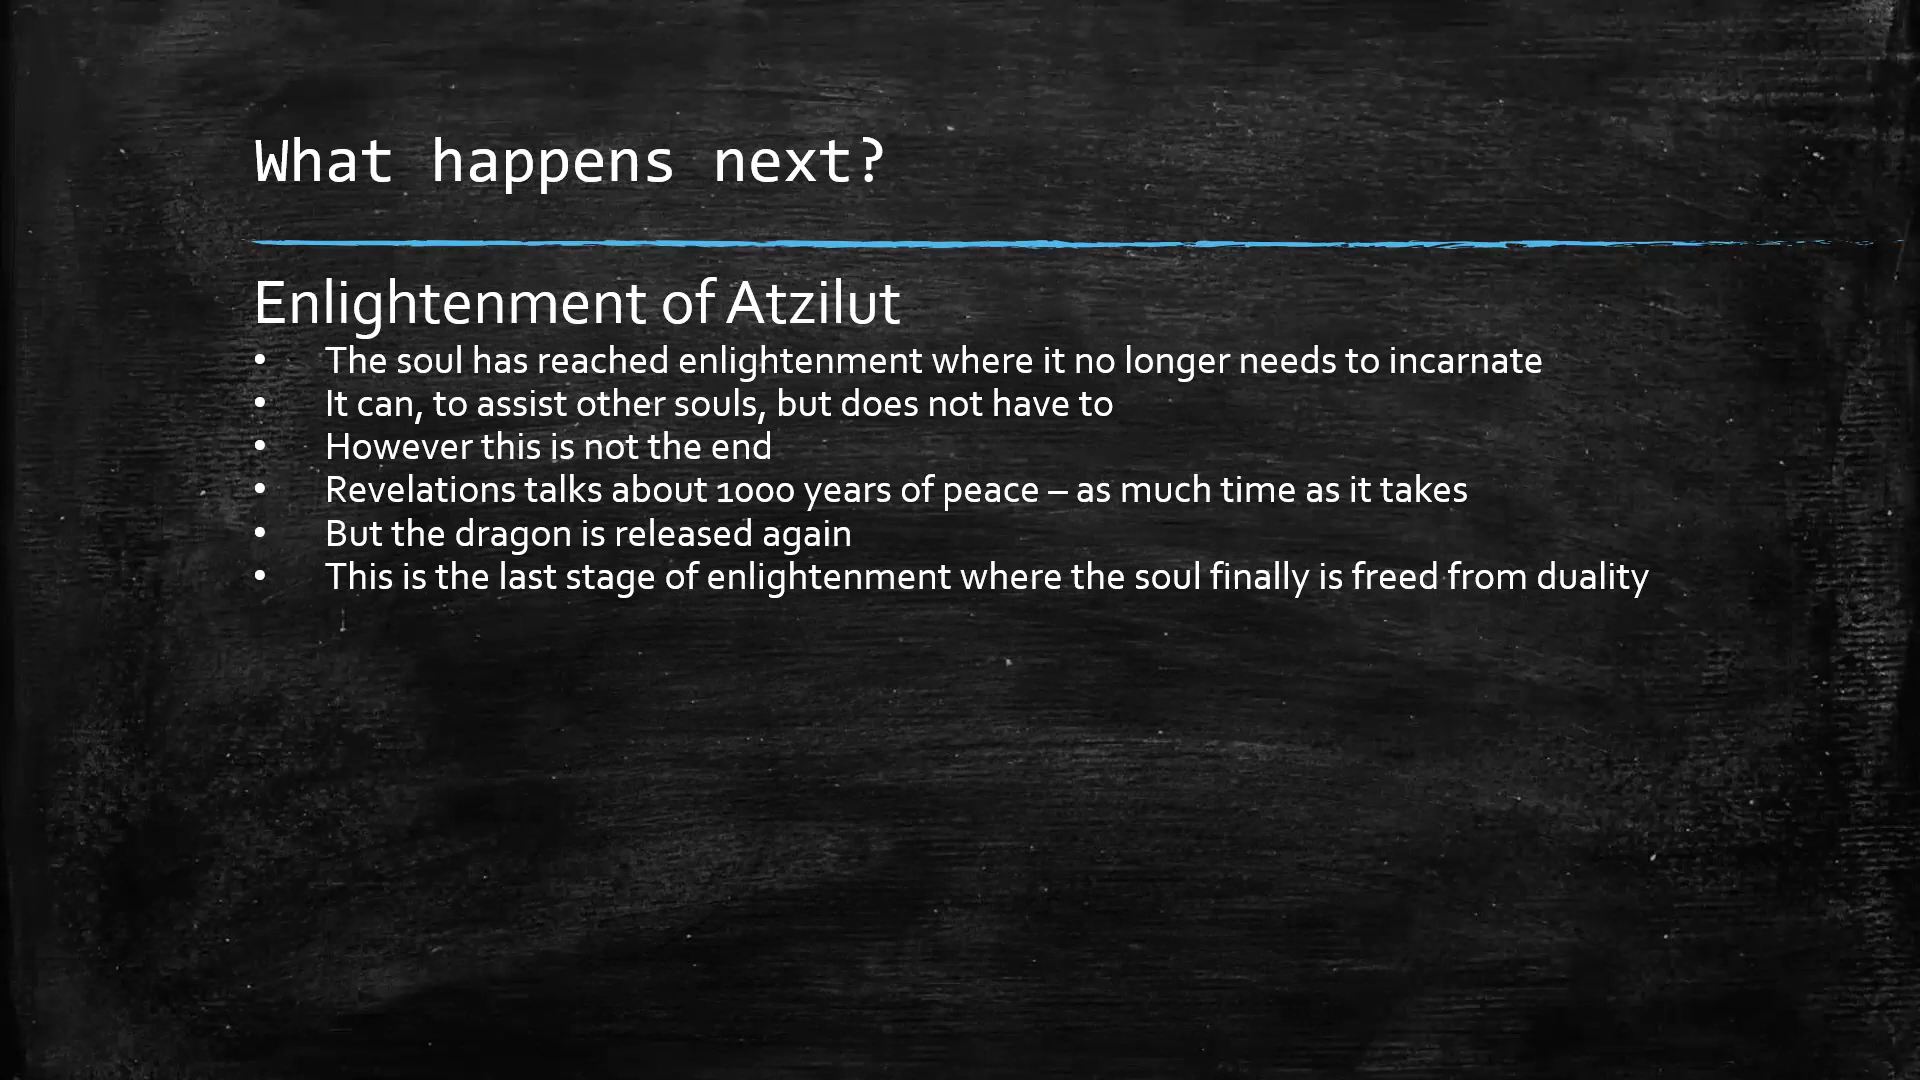 What happens next?
Enlightenment of Atzilut
• The soul has reached enlightenment where it no longer needs to incarnate
• It can, to assist other souls, but does not have to
• However this is not the end
• Revelations talks about 1000 years of peace – as much time as it takes
• But the dragon is released again
• This is the last stage of enlightenment where the soul finally is freed from duality